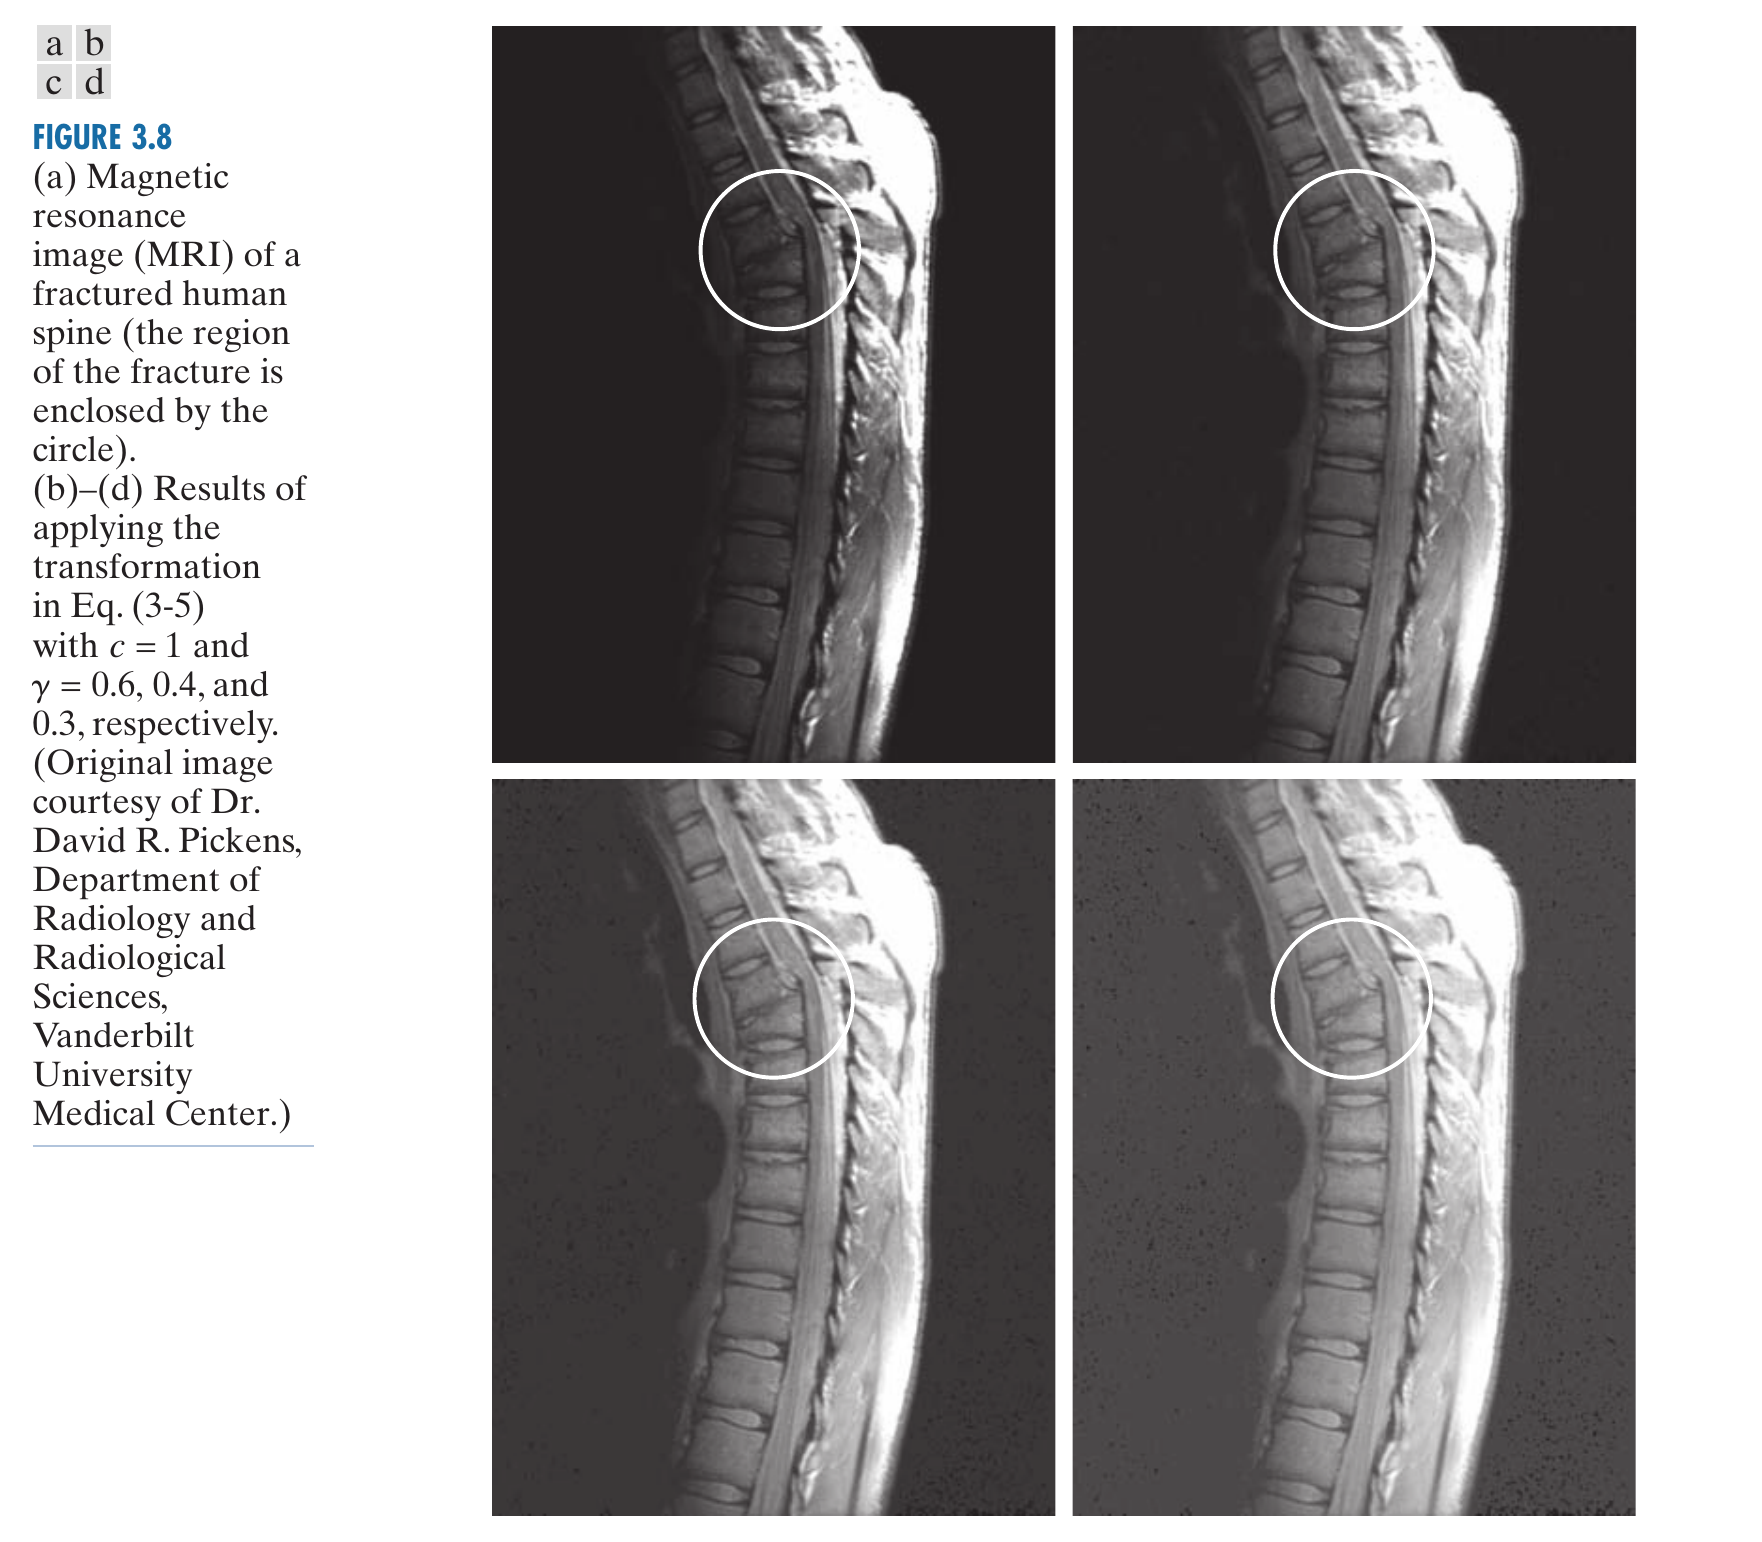 a b
c d
FIGURE 3.8
(a) Magnetic
resonance
image (MRI) of a
fractured human
spine (the region
of the fracture is
enclosed by the
circle).
(b)–(d) Results of
applying the
transformation
in Eq. (3-5)
with c = 1 and
γ = 0.6, 0.4, and
0.3, respectively.
(Original image
courtesy of Dr.
David R. Pickens,
Department of
Radiology and
Radiological
Sciences,
Vanderbilt
University
Medical Center.)